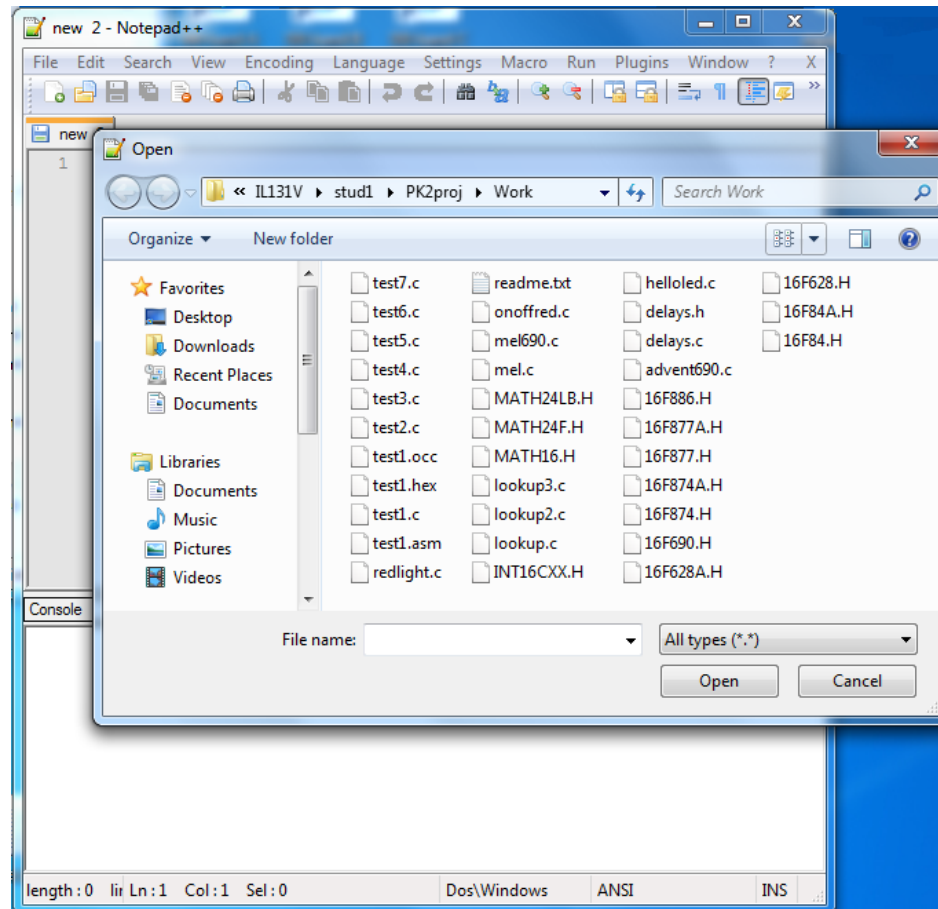 new 2 - Notepad++
File Edit Search View Encoding Language Settings Macro Run Plugins Window ? X
»
new
1
Open
« IL131V ▸ stud1 ▸ PK2proj ▸ Work
Search Work
Organize New folder
Favorites
Desktop
Downloads
Recent Places
Documents
Libraries
Documents
Music
Pictures
Videos
test7.c
test6.c
test5.c
test4.c
test3.c
test2.c
test1.occ
test1.hex
test1.c
test1.asm
redlight.c
readme.txt
onoffred.c
mel690.c
mel.c
MATH24LB.H
MATH24F.H
MATH16.H
lookup3.c
lookup2.c
lookup.c
INT16CXX.H
helloled.c
delays.h
delays.c
advent690.c
16F886.H
16F877A.H
16F877.H
16F874A.H
16F874.H
16F690.H
16F628A.H
16F628.H
16F84A.H
16F84.H
File name:
All types (*.*)
Open Cancel
Console
length : 0 Ln : 1 Col : 1 Sel : 0 Dos\Windows ANSI INS